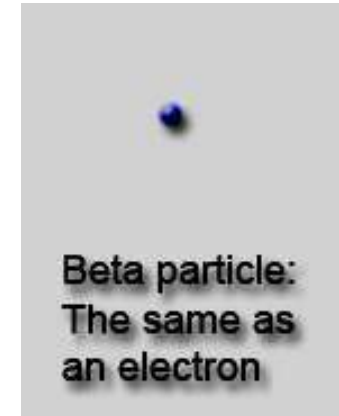 Beta particle:
The same as
an electron